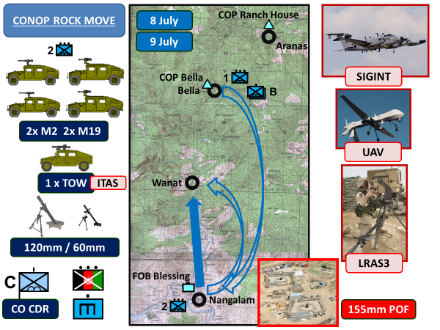 CONOP ROCK MOVE
2
2x M2 2x M19
1 x TOW
ITAS
120mm / 60mm
C
CO CDR
8 July
9 July
COP Ranch House
Aranas
COP Bella
Bella
1
B
Wanat
FOB Blessing
2
Nangalam
SIGINT
UAV
LRAS3
155mm POF